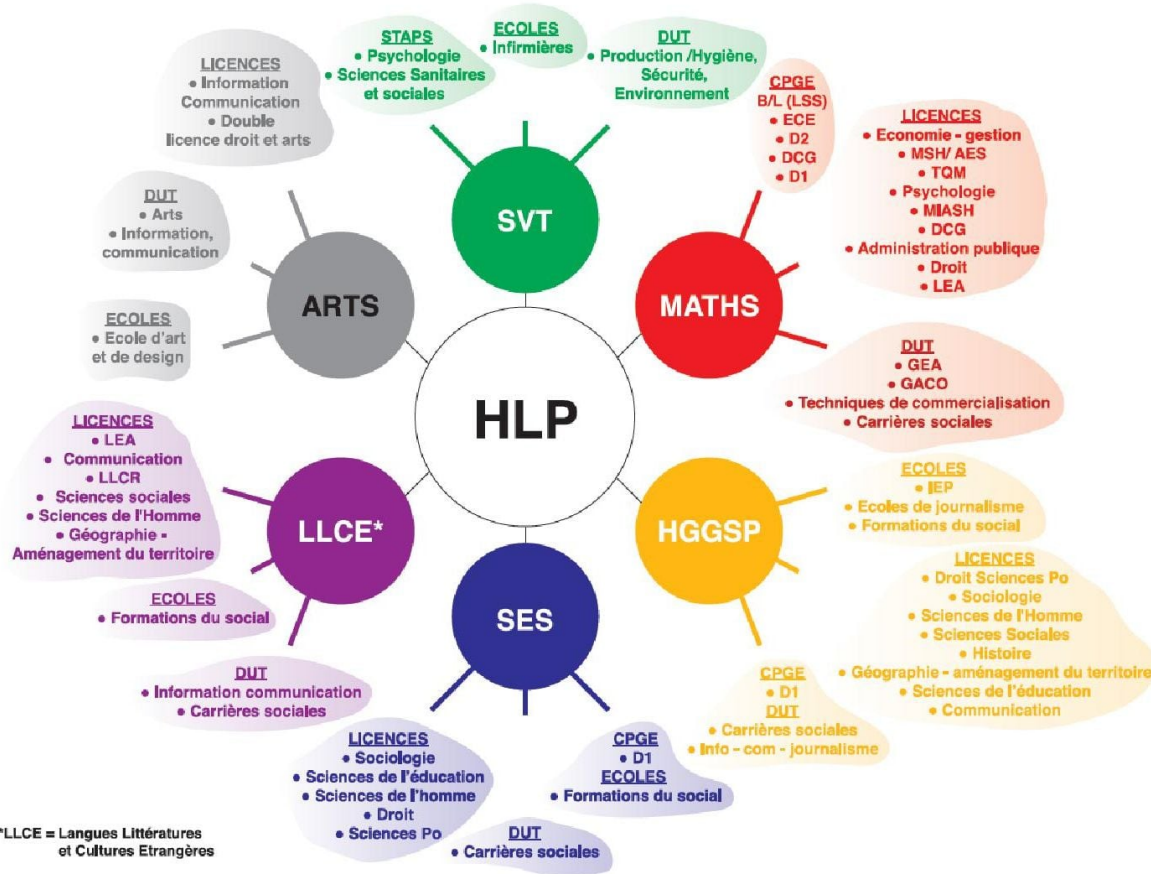 HLP
SVT
STAPS
• Psychologie
• Sciences Sanitaires
et sociales
ECOLES
• Infirmières
DUT
• Production /Hygiène,
Sécurité,
Environnement
MATHS
CPGE
B/L (LSS)
• ECE
• D2
• DCG
• D1
LICENCES
• Economie - gestion
• MSH/ AES
• TQM
• Psychologie
• MIASH
• DCG
• Administration publique
• Droit
• LEA
DUT
• GEA
• GACO
• Techniques de commercialisation
• Carrières sociales
HGGSP
ECOLES
• IEP
• Ecoles de journalisme
• Formations du social
LICENCES
• Droit Sciences Po
• Sociologie
• Sciences de l'Homme
• Sciences Sociales
• Histoire
• Géographie - aménagement du territoire
• Sciences de l'éducation
• Communication
CPGE
• D1
DUT
• Carrières sociales
• Info - com - journalisme
SES
CPGE
• D1
ECOLES
• Formations du social
DUT
• Carrières sociales
LICENCES
• Sociologie
• Sciences de l'éducation
• Sciences de l'homme
• Droit
• Sciences Po
LLCE*
DUT
• Information communication
• Carrières sociales
ECOLES
• Formations du social
LICENCES
• LEA
• Communication
• LLCR
• Sciences sociales
• Sciences de l'Homme
• Géographie -
Aménagement du territoire
ARTS
ECOLES
• Ecole d'art
et de design
DUT
• Arts
• Information,
communication
LICENCES
• Information
Communication
• Double
licence droit et arts
*LLCE = Langues Littératures
et Cultures Etrangères